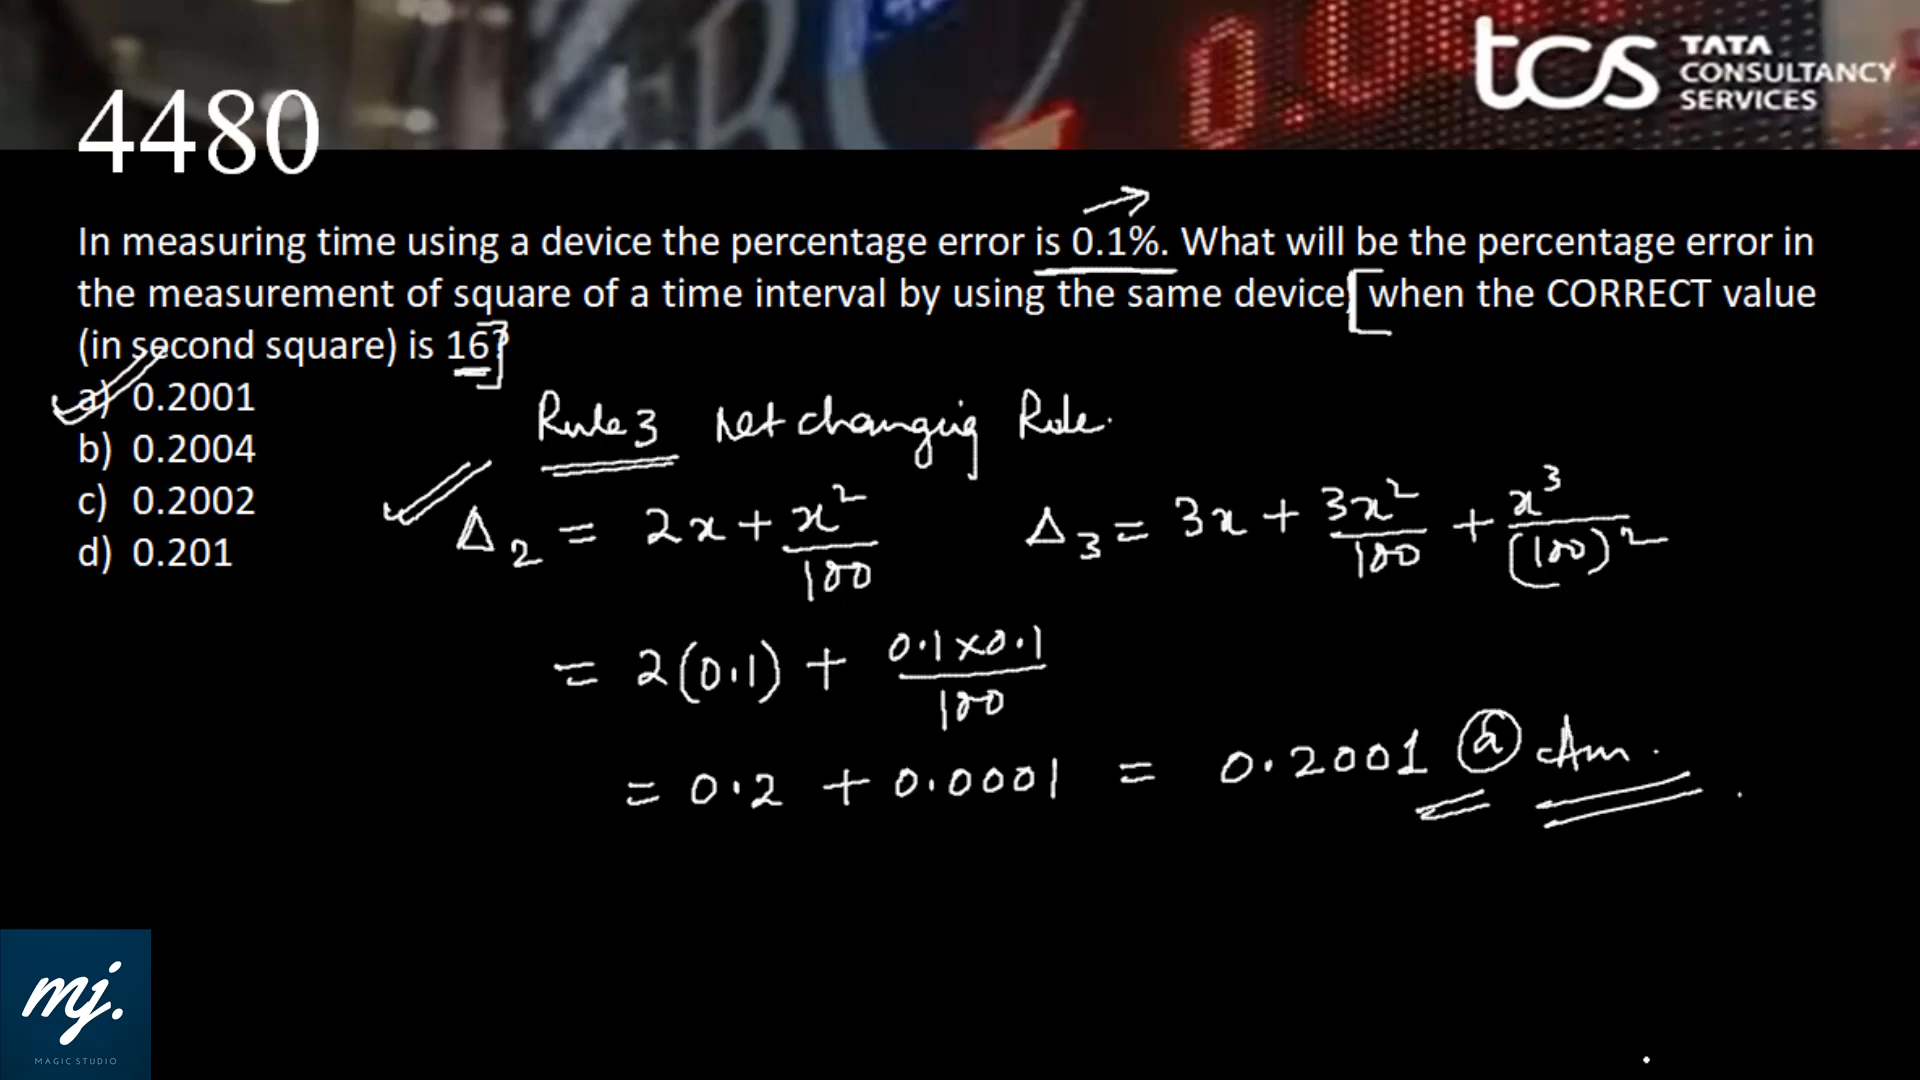 tcs TATA
CONSULTANCY
SERVICES
4480
In measuring time using a device the percentage error is 0.1%. What will be the percentage error in
the measurement of square of a time interval by using the same device, [when the CORRECT value
(in second square) is 16?]
a) 0.2001
b) 0.2004
c) 0.2002
d) 0.201
Rule 3 Net changing Rule.
Δ₂ = 2x + x²/100
Δ₃ = 3x + 3x²/100 + x³/(100)²
= 2(0.1) + 0.1×0.1/100
= 0.2 + 0.0001 = 0.2001 ⓐ Ans.
mj.
MAGIC STUDIO